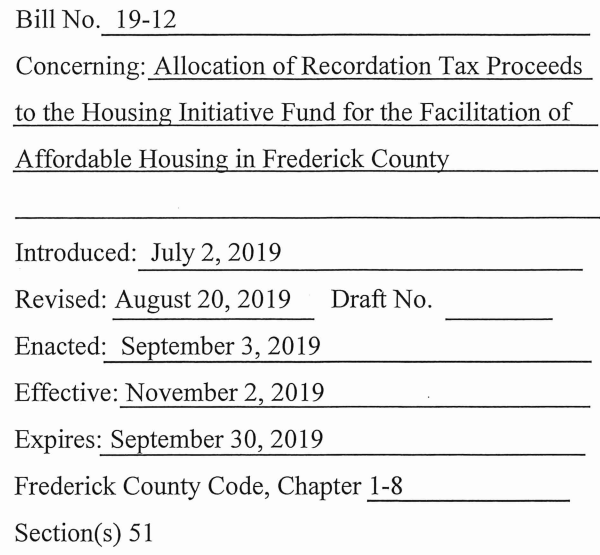 Bill No. 19-12
Concerning: Allocation of Recordation Tax Proceeds
to the Housing Initiative Fund for the Facilitation of
Affordable Housing in Frederick County
Introduced: July 2, 2019
Revised: August 20, 2019 Draft No.
Enacted: September 3, 2019
Effective: November 2, 2019
Expires: September 30, 2019
Frederick County Code, Chapter 1-8
Section(s) 51